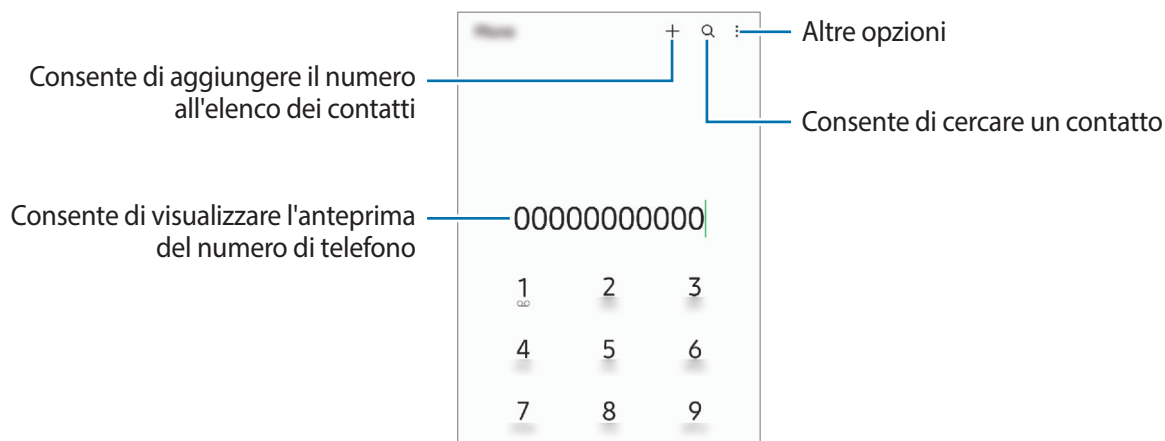 Altre opzioni
Consente di aggiungere il numero
all'elenco dei contatti
Consente di cercare un contatto
Consente di visualizzare l'anteprima
del numero di telefono
00000000000
1 2 3
4 5 6
7 8 9